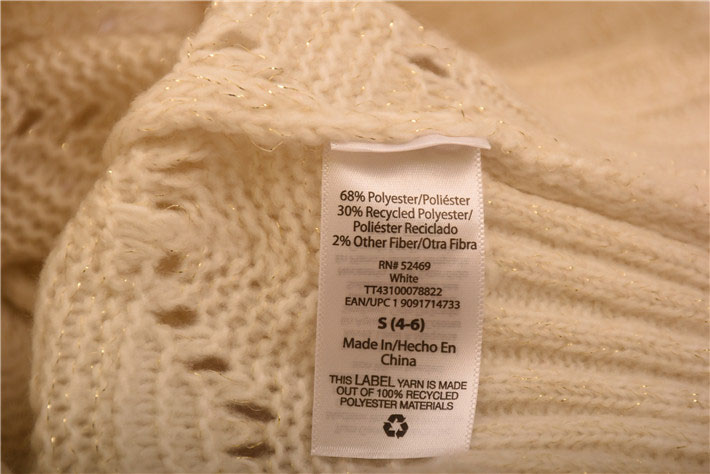 68% Polyester/Poliéster
30% Recycled Polyester/
Poliéster Reciclado
2% Other Fiber/Otra Fibra
RN# 52469
White
TT43100078822
EAN/UPC 1 9091714733
S (4-6)
Made In/Hecho En
China
THIS LABEL YARN IS MADE
OUT OF 100% RECYCLED
POLYESTER MATERIALS